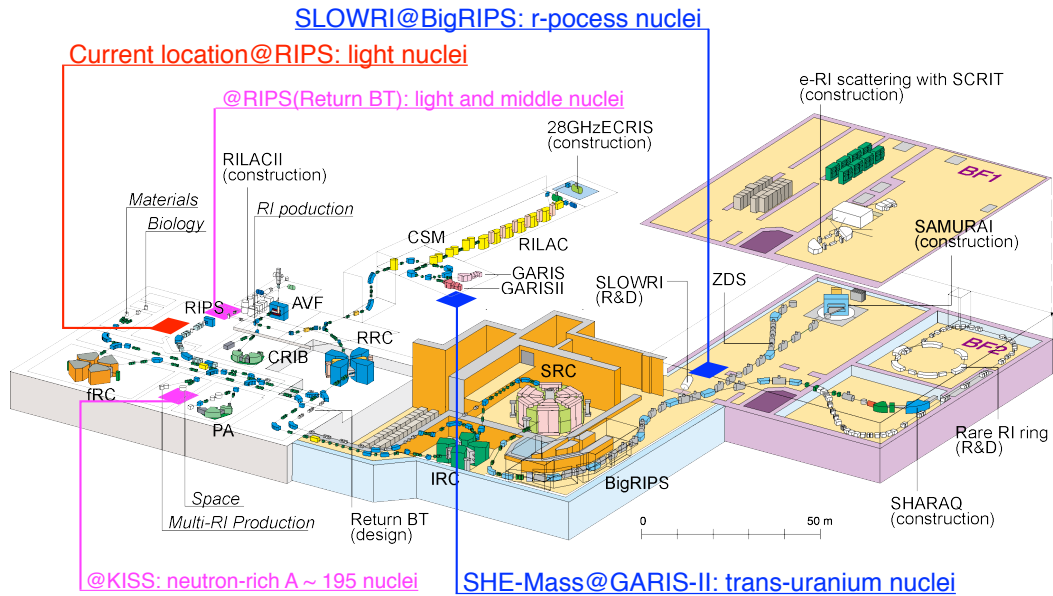 SLOWRI@BigRIPS: r-pocess nuclei
Current location@RIPS: light nuclei
@RIPS(Return BT): light and middle nuclei
e-RI scattering with SCRIT
(construction)
28GHzECRIS
(construction)
RILACII
(construction)
Materials
Biology
RI poduction
BF1
CSM
RILAC
SAMURAI
(construction)
GARIS
GARISII
SLOWRI
(R&D)
ZDS
RIPS
AVF
RRC
CRIB
BF2
SRC
fRC
PA
IRC
BigRIPS
Rare RI ring
(R&D)
Space
Multi-RI Production
Return BT
(design)
SHARAQ
(construction)
0 50 m
@KISS: neutron-rich A ~ 195 nuclei
SHE-Mass@GARIS-II: trans-uranium nuclei